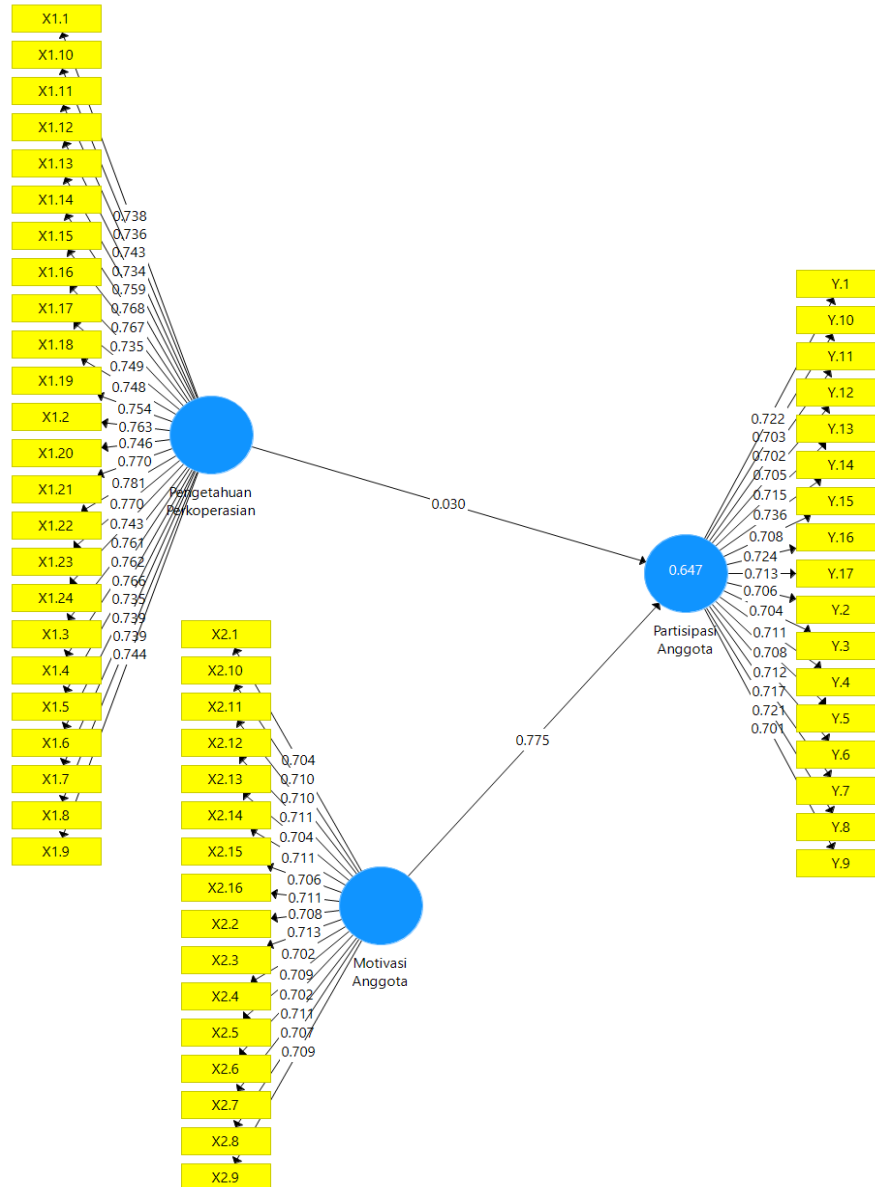 X1.1
X1.10
X1.11
X1.12
X1.13
X1.14
X1.15
X1.16
X1.17
X1.18
X1.19
X1.2
X1.20
X1.21
X1.22
X1.23
X1.24
X1.3
X1.4
X1.5
X1.6
X1.7
X1.8
X1.9
0.738
0.736
0.743
0.734
0.759
0.768
0.767
0.735
0.749
0.748
0.754
0.763
0.746
0.770
0.781
0.770
0.743
0.761
0.762
0.766
0.735
0.739
0.739
0.744
Pengetahuan
Perkoperasian
0.030
X2.1
X2.10
X2.11
X2.12
X2.13
X2.14
X2.15
X2.16
X2.2
X2.3
X2.4
X2.5
X2.6
X2.7
X2.8
X2.9
0.704
0.710
0.710
0.711
0.704
0.711
0.706
0.711
0.708
0.713
0.702
0.709
0.702
0.711
0.707
0.709
Motivasi
Anggota
0.775
0.647
Partisipasi
Anggota
0.722
0.703
0.702
0.705
0.715
0.736
0.708
0.724
0.713
0.706
0.704
0.711
0.708
0.712
0.717
0.721
0.701
Y.1
Y.10
Y.11
Y.12
Y.13
Y.14
Y.15
Y.16
Y.17
Y.2
Y.3
Y.4
Y.5
Y.6
Y.7
Y.8
Y.9